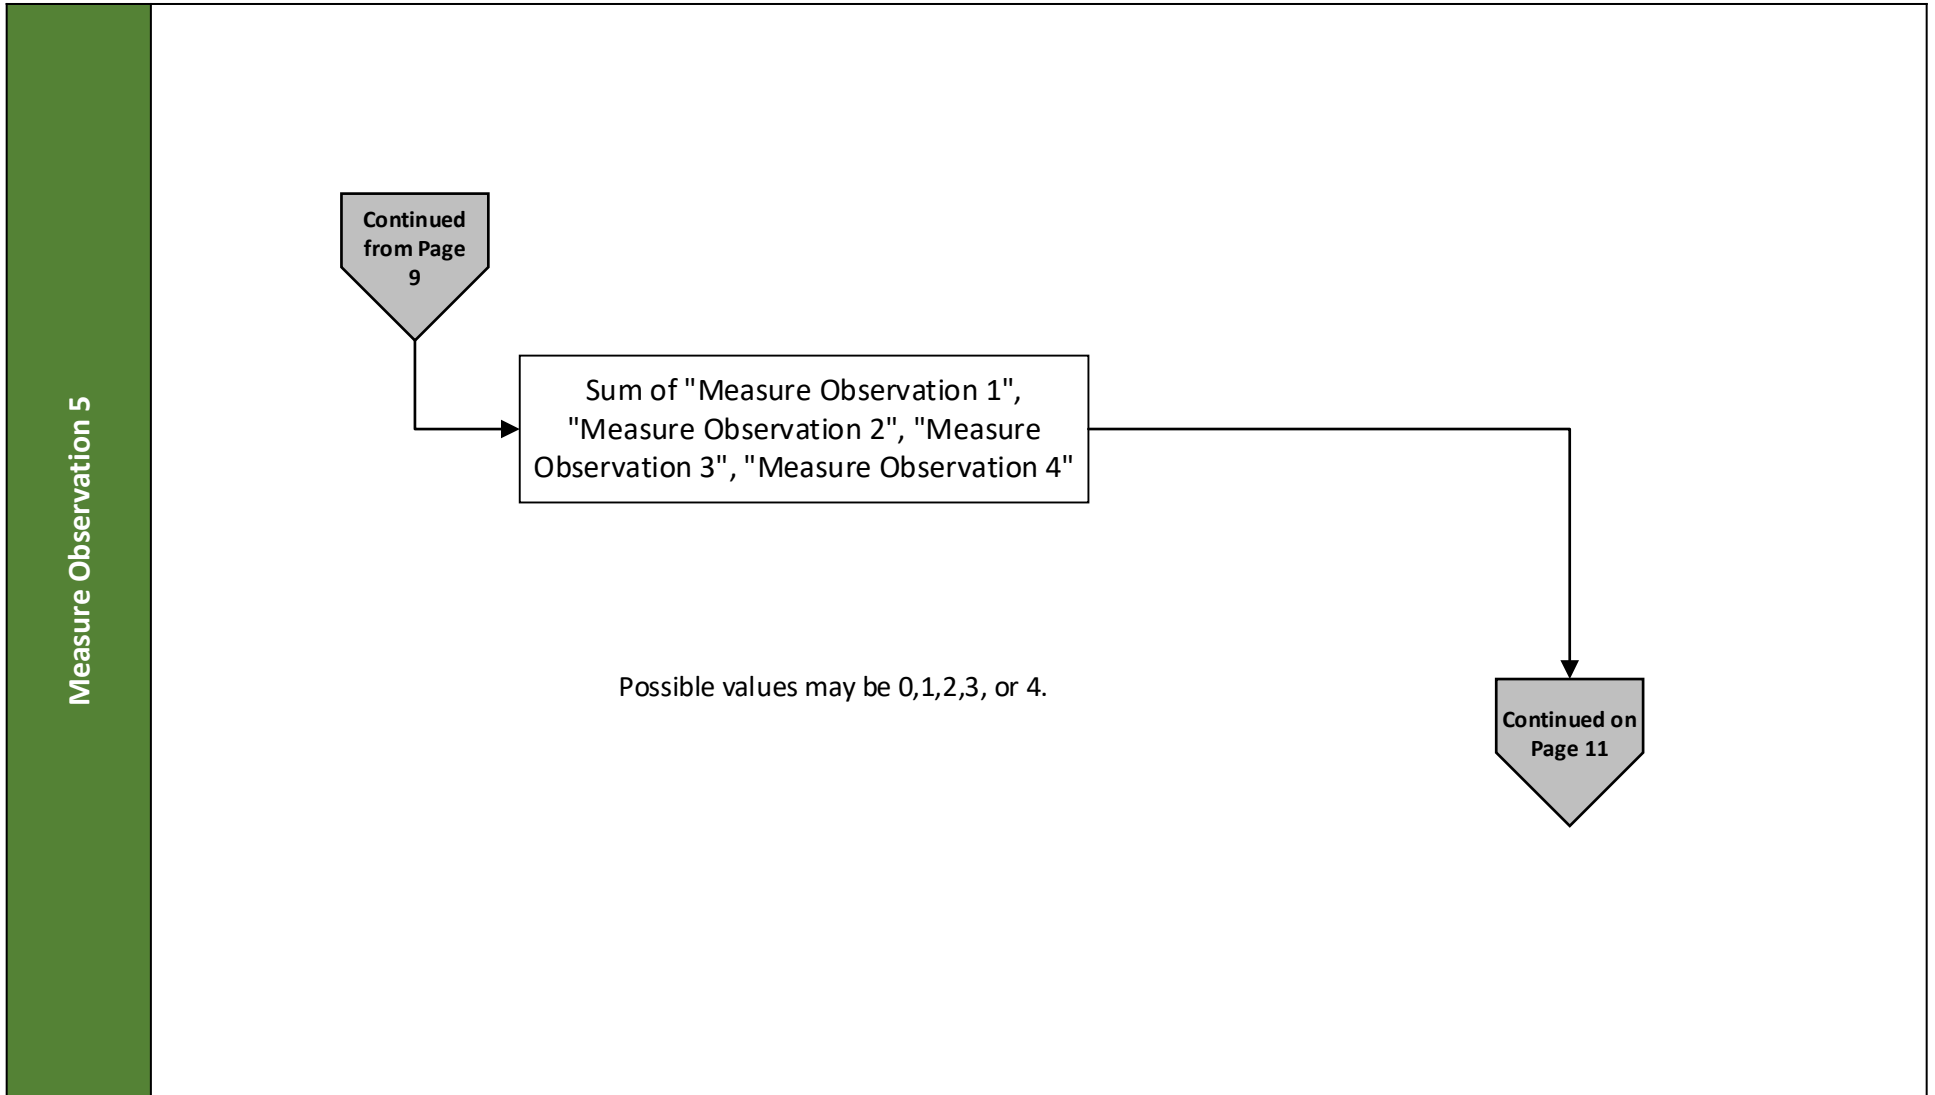 Measure Observation 5
Continued
from Page
9
Sum of "Measure Observation 1",
"Measure Observation 2", "Measure
Observation 3", "Measure Observation 4"
Possible values may be 0,1,2,3, or 4.
Continued on
Page 11